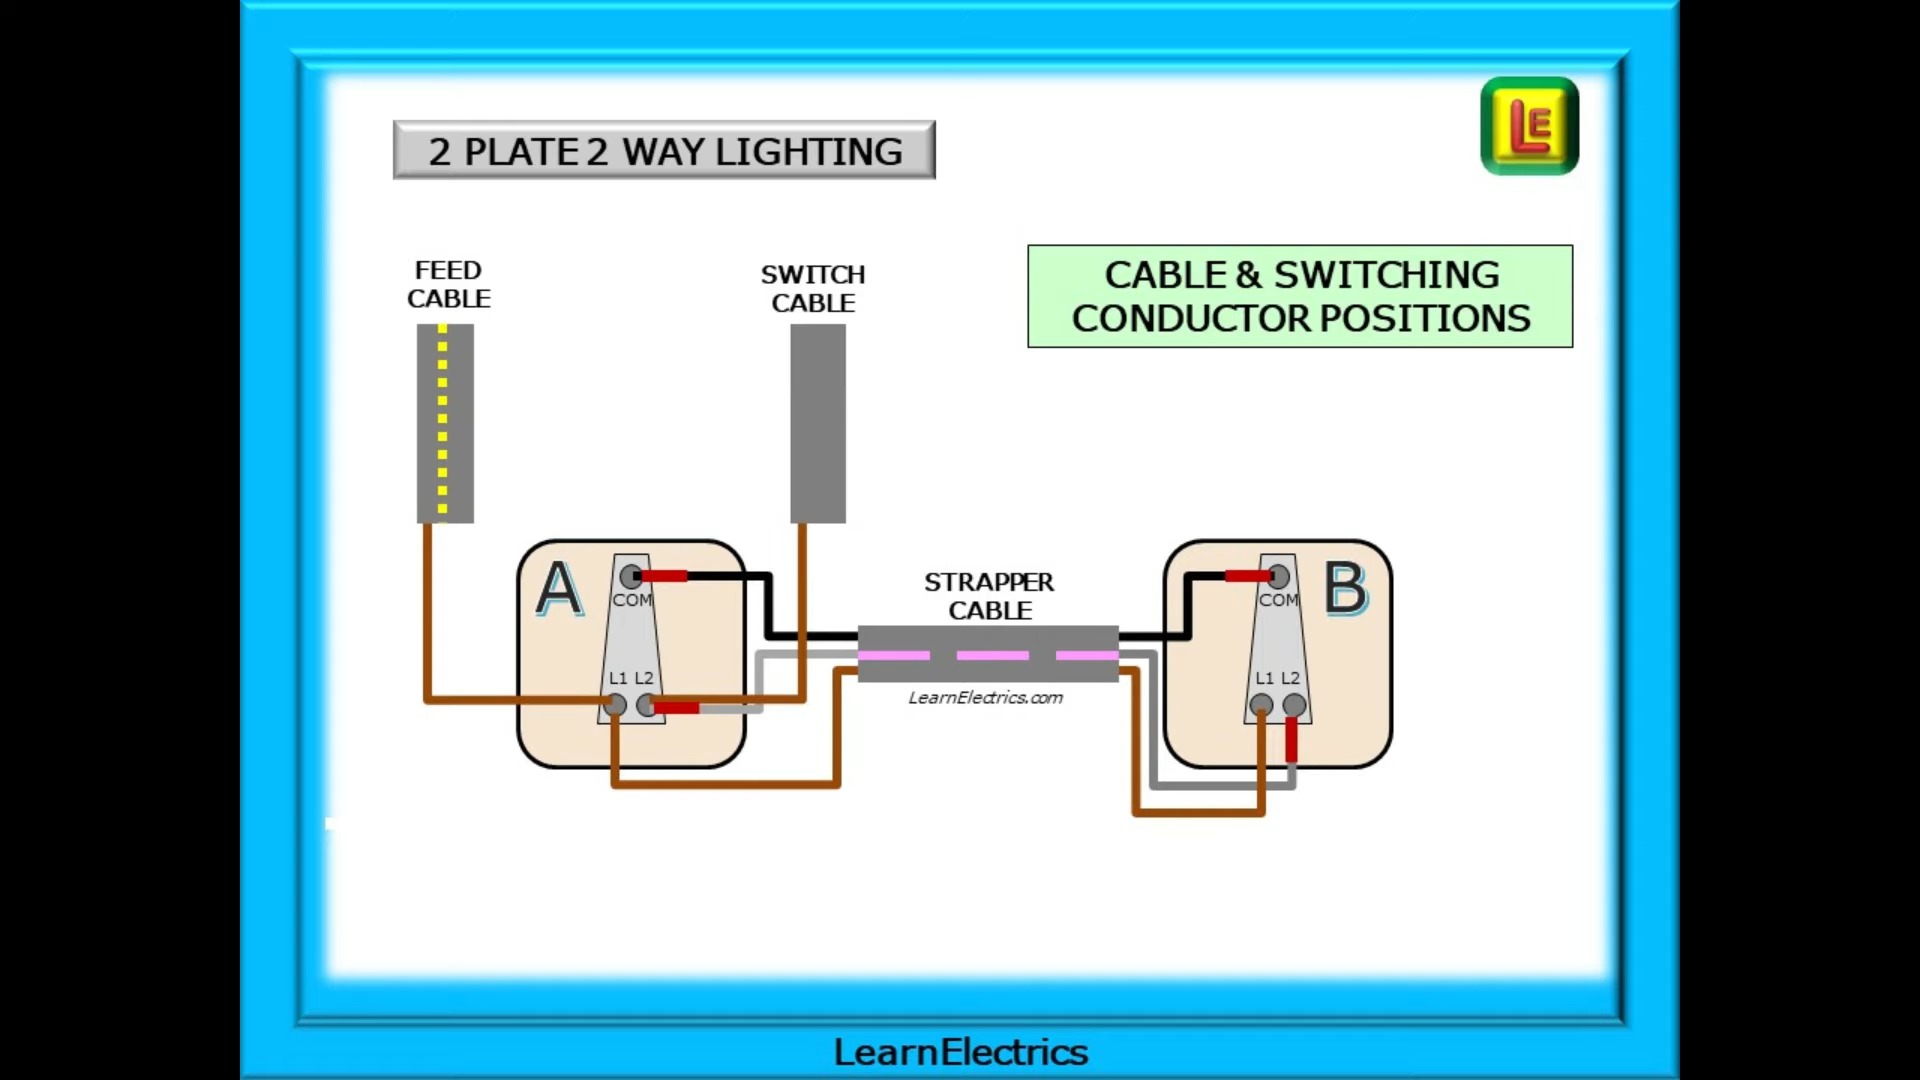 2 PLATE 2 WAY LIGHTING
LE
FEED
CABLE
SWITCH
CABLE
CABLE & SWITCHING
CONDUCTOR POSITIONS
A
COM
L1 L2
STRAPPER
CABLE
LearnElectrics.com
B
COM
L1 L2
LearnElectrics